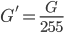 G′ = G/255